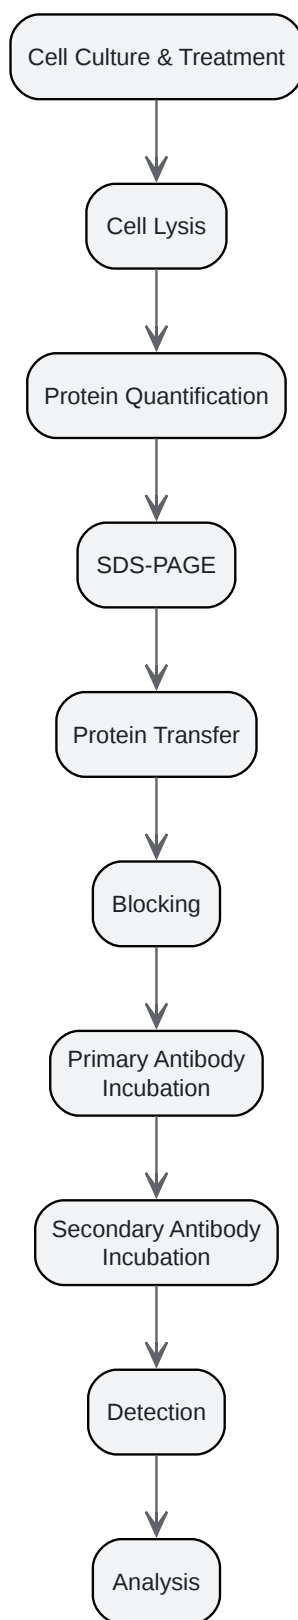 Cell Culture & Treatment
Cell Lysis
Protein Quantification
SDS-PAGE
Protein Transfer
Blocking
Primary Antibody
Incubation
Secondary Antibody
Incubation
Detection
Analysis